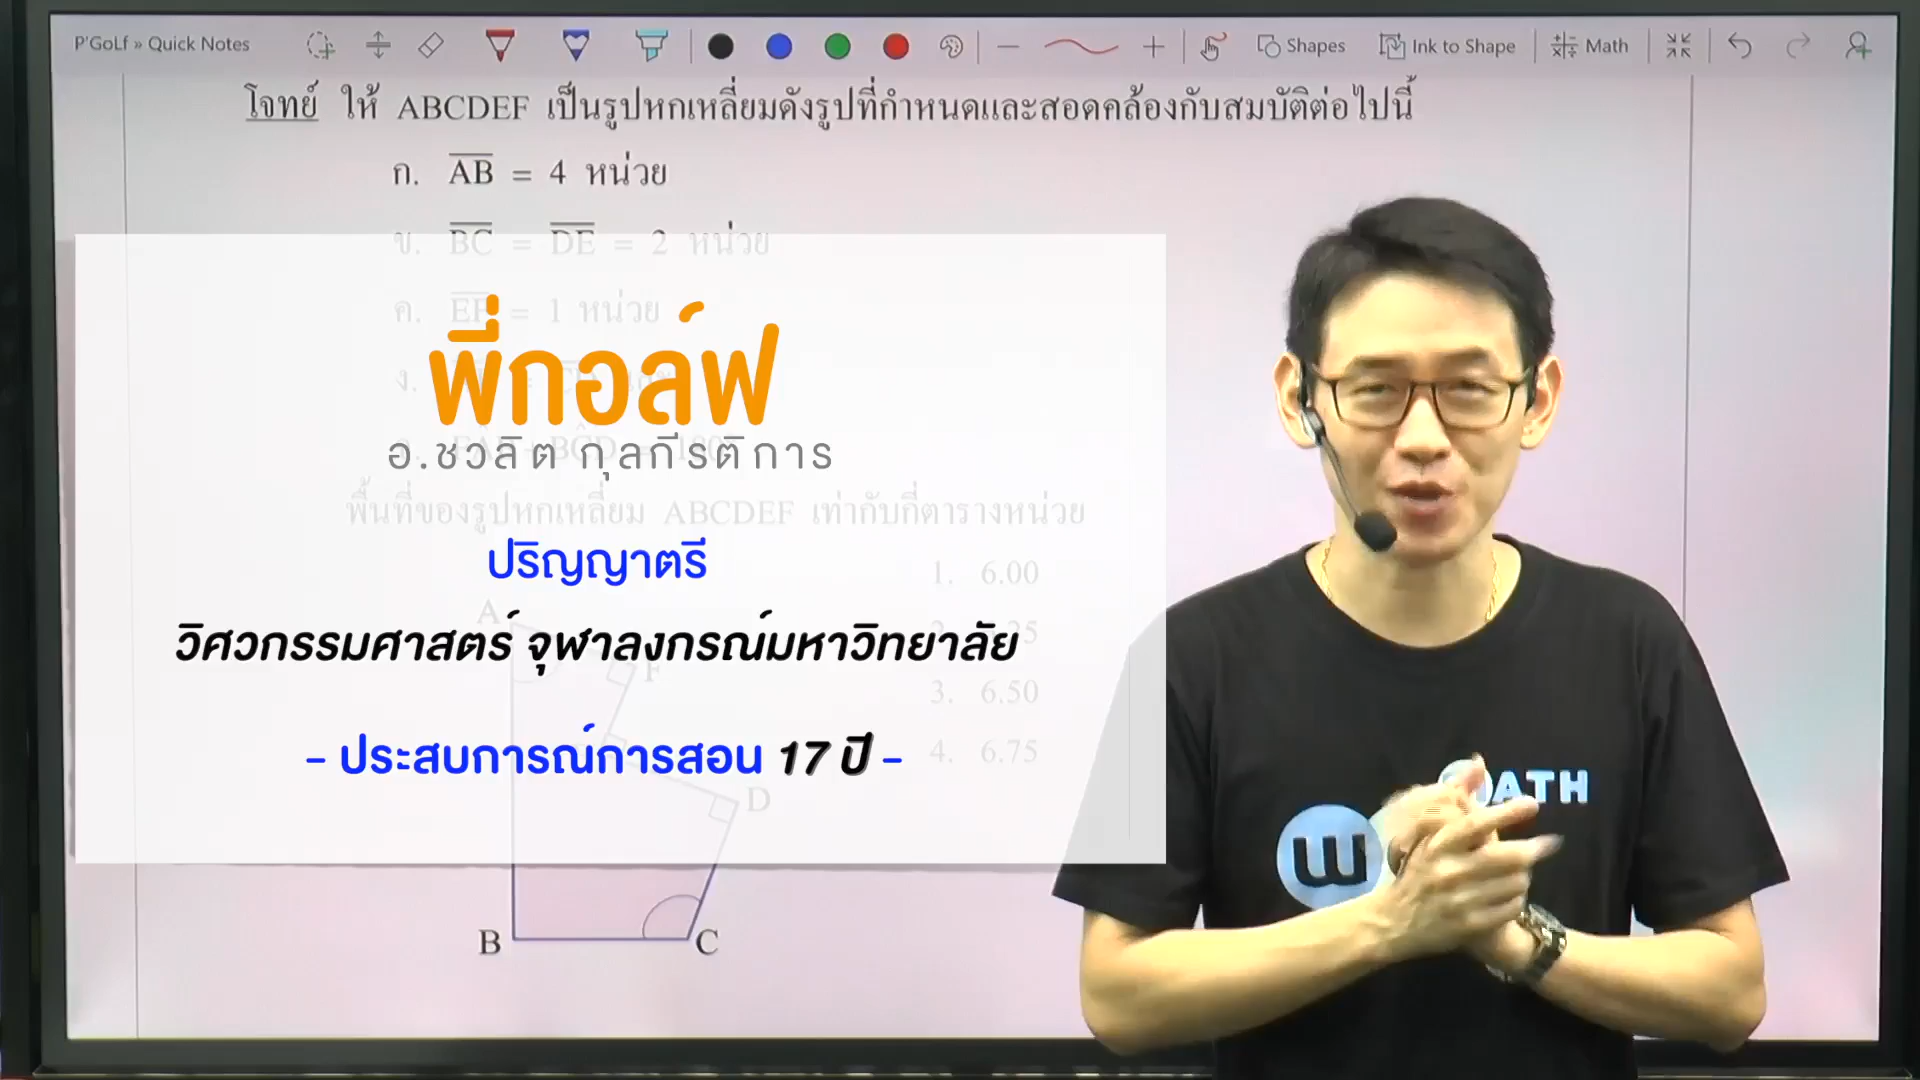 P'GoLf » Quick Notes
Shapes
Ink to Shape
Math
โจทย์ ให้ ABCDEF เป็นรูปหกเหลี่ยมดังรูปที่กำหนดและสอดคล้องกับสมบัติต่อไปนี้
ก. AB = 4 หน่วย
ข. BC = DE = 2 หน่วย
ค. EF = 1 หน่วย
ง.
พี่กอล์ฟ
อ.ชวลิต กุลกีรติการ
พื้นที่ของรูปหกเหลี่ยม ABCDEF เท่ากับกี่ตารางหน่วย
ปริญญาตรี
1. 6.00
A
วิศวกรรมศาสตร์ จุฬาลงกรณ์มหาวิทยาลัย
F
3. 6.50
- ประสบการณ์การสอน 17 ปี -
4. 6.75
D
B
C
W